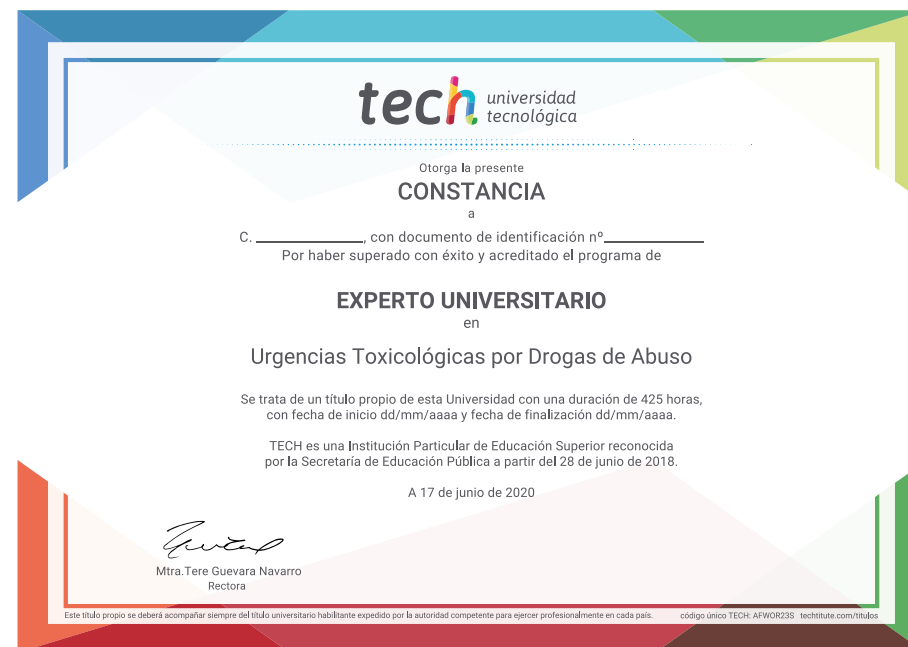 tech universidad
tecnológica
Otorga la presente
CONSTANCIA
a
C. ____________, con documento de identificación nº____________
Por haber superado con éxito y acreditado el programa de
EXPERTO UNIVERSITARIO
en
Urgencias Toxicológicas por Drogas de Abuso
Se trata de un título propio de esta Universidad con una duración de 425 horas,
con fecha de inicio dd/mm/aaaa y fecha de finalización dd/mm/aaaa.
TECH es una Institución Particular de Educación Superior reconocida
por la Secretaría de Educación Pública a partir del 28 de junio de 2018.
A 17 de junio de 2020
Mtra.Tere Guevara Navarro
Rectora
Este título propio se deberá acompañar siempre del título universitario habilitante expedido por la autoridad competente para ejercer profesionalmente en cada país. código único TECH: AFWOR23S techtitute.com/titulos